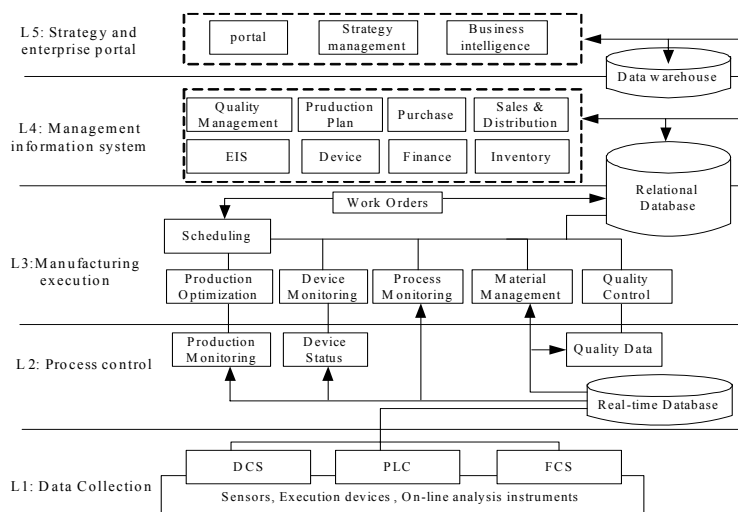 L5: Strategy and
enterprise portal
portal
Strategy
management
Business
intelligence
Data warehouse
L4: Management
information system
Quality
Management
Pruduction
Plan
Purchase
Sales &
Distribution
EIS
Device
Finance
Inventory
Relational
Database
Work Orders
Scheduling
L3:Manufacturing
execution
Production
Optimization
Device
Monitoring
Process
Monitoring
Material
Management
Quality
Control
L2: Process control
Production
Monitoring
Device
Status
Quality Data
Real-time Database
L1: Data Collection
DCS
PLC
FCS
Sensors, Execution devices , On-line analysis instruments